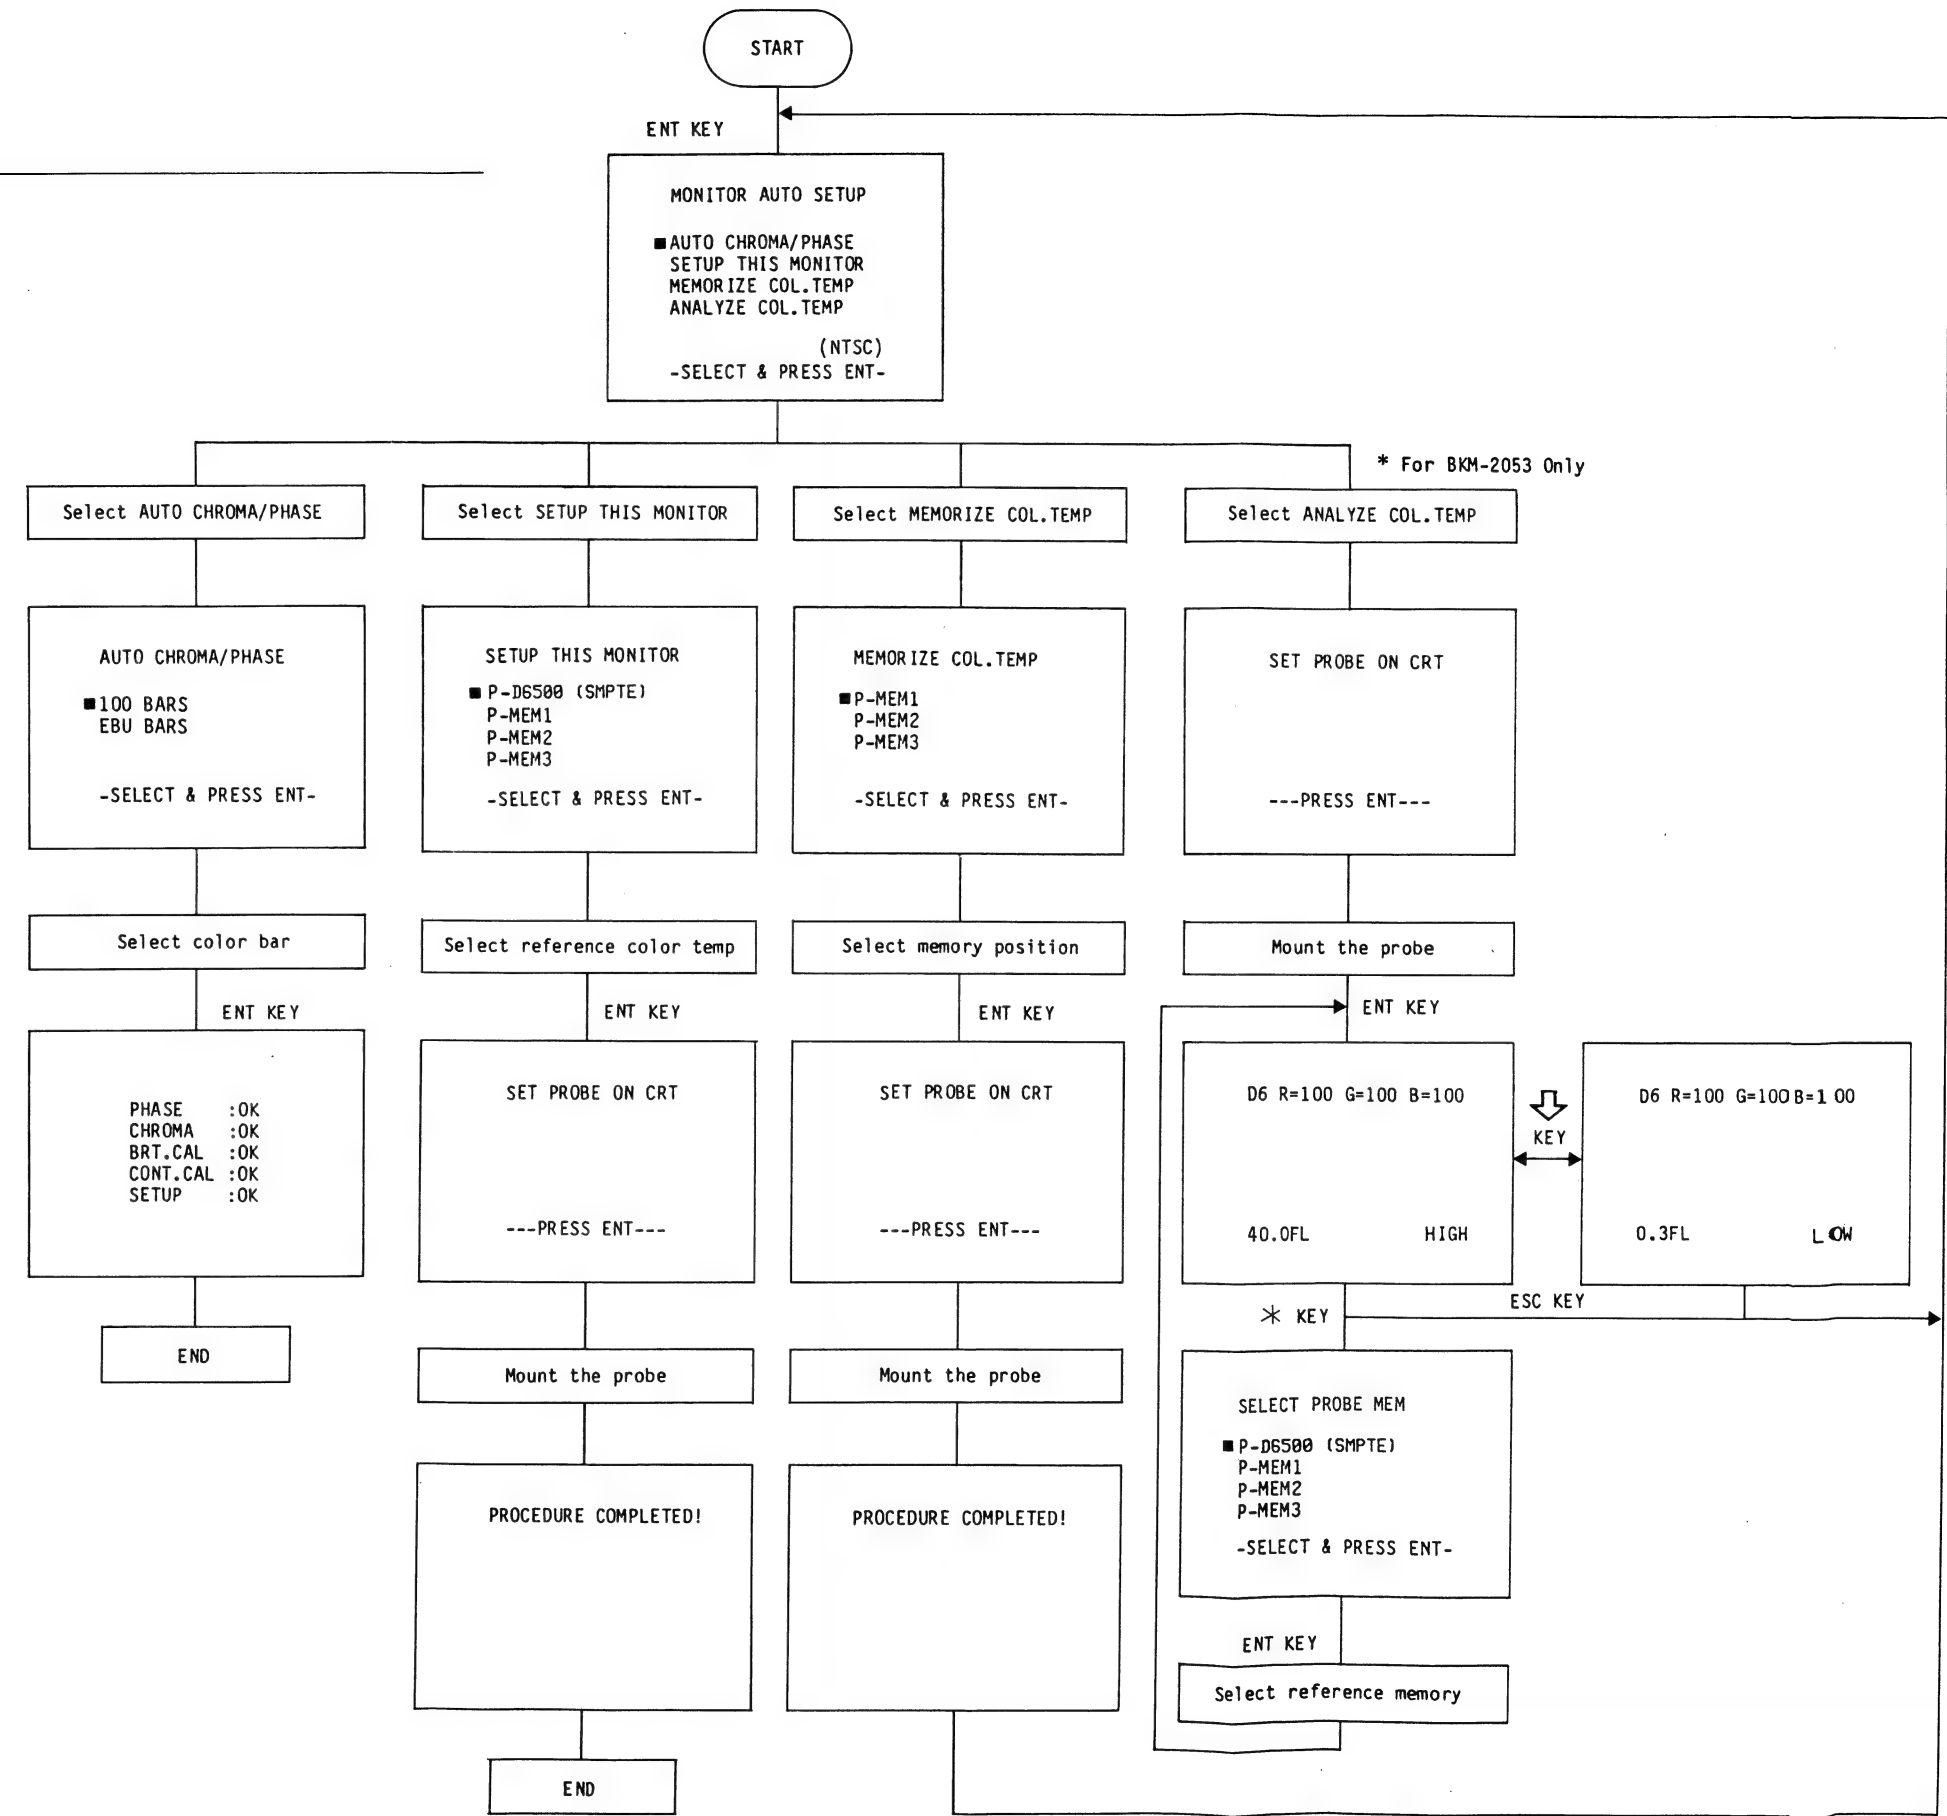 START
ENT KEY
MONITOR AUTO SETUP
■AUTO CHROMA/PHASE
SETUP THIS MONITOR
MEMORIZE COL.TEMP
ANALYZE COL.TEMP
(NTSC)
-SELECT & PRESS ENT-
* For BKM-2053 Only
Select AUTO CHROMA/PHASE
AUTO CHROMA/PHASE
■100 BARS
EBU BARS
-SELECT & PRESS ENT-
Select color bar
ENT KEY
PHASE :OK
CHROMA :OK
BRT.CAL :OK
CONT.CAL :OK
SETUP :OK
END
Select SETUP THIS MONITOR
SETUP THIS MONITOR
■P-D6500 (SMPTE)
P-MEM1
P-MEM2
P-MEM3
-SELECT & PRESS ENT-
Select reference color temp
ENT KEY
SET PROBE ON CRT
---PRESS ENT---
Mount the probe
PROCEDURE COMPLETED!
END
Select MEMORIZE COL.TEMP
MEMORIZE COL.TEMP
■P-MEM1
P-MEM2
P-MEM3
-SELECT & PRESS ENT-
Select memory position
ENT KEY
SET PROBE ON CRT
---PRESS ENT---
Mount the probe
PROCEDURE COMPLETED!
Select ANALYZE COL.TEMP
SET PROBE ON CRT
---PRESS ENT---
Mount the probe
ENT KEY
D6 R=100 G=100 B=100
40.0FL HIGH
KEY
D6 R=100 G=100 B=100
0.3FL LOW
ESC KEY
* KEY
SELECT PROBE MEM
■P-D6500 (SMPTE)
P-MEM1
P-MEM2
P-MEM3
-SELECT & PRESS ENT-
ENT KEY
Select reference memory